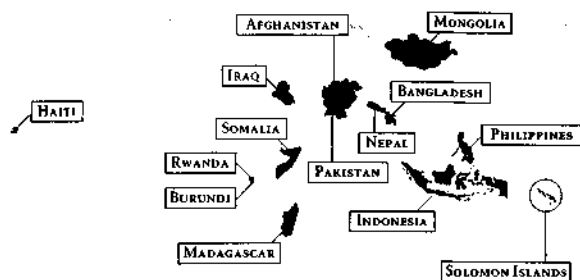 AFGHANISTAN
MONGOLIA
IRAQ
BANGLADESH
HAITI
SOMALIA
PHILIPPINES
NEPAL
RWANDA
PAKISTAN
BURUNDI
INDONESIA
MADAGASCAR
SOLOMON ISLANDS